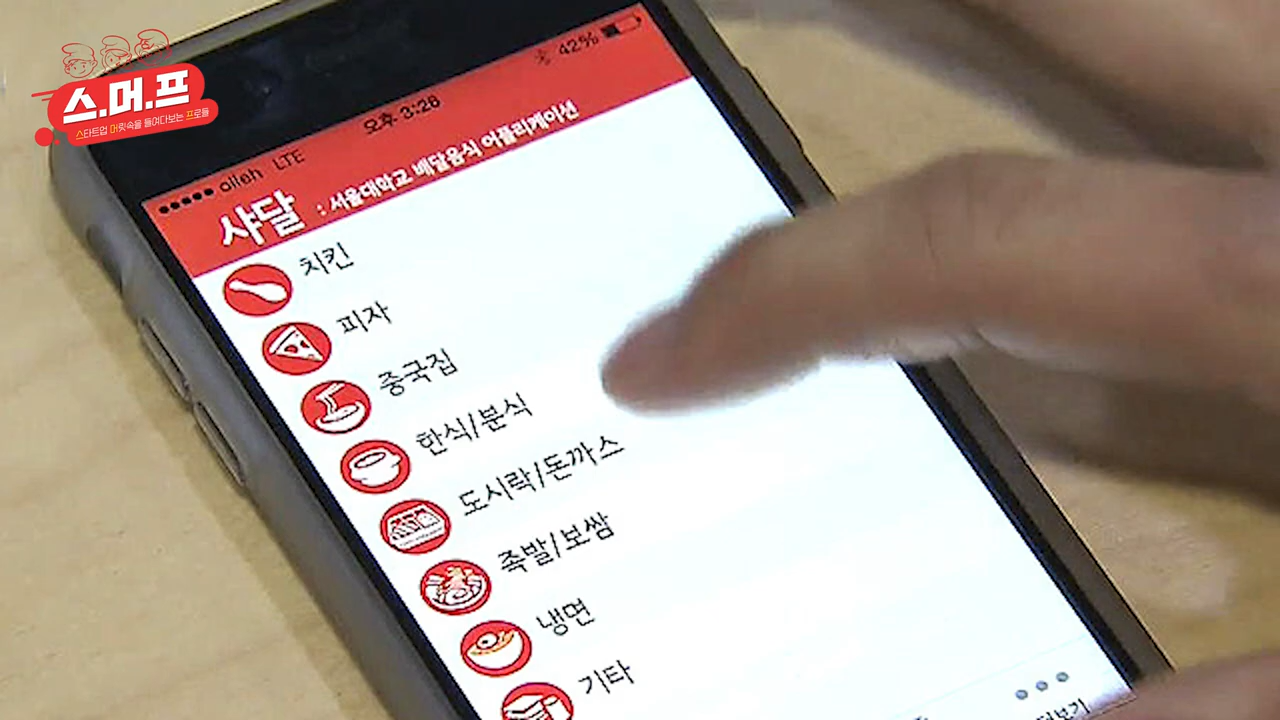 스.머.프
스타트업 머릿속을 들여다보는 프로들
olleh LTE
오후 3:28
42%
샤달 : 서울대학교 배달음식 어플리케이션
치킨
피자
중국집
한식/분식
도시락/돈까스
족발/보쌈
냉면
기타
더보기